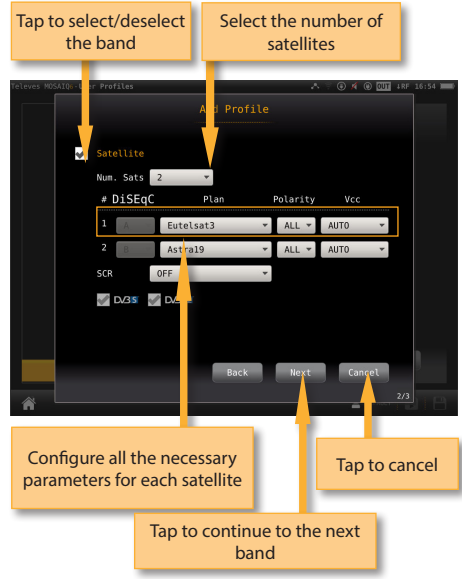 Tap to select/deselect
the band
Select the number of
satellites
Televes MOSAIQ6- User Profiles
OUT RF 16:54
Add Profile
Satellite
Num. Sats 2
# DiSEqC Plan Polarity Vcc
1 A Eutelsat3 ALL AUTO
2 B Astra19 ALL AUTO
SCR OFF
Back Next Cancel
2/3
Configure all the necessary
parameters for each satellite
Tap to cancel
Tap to continue to the next
band